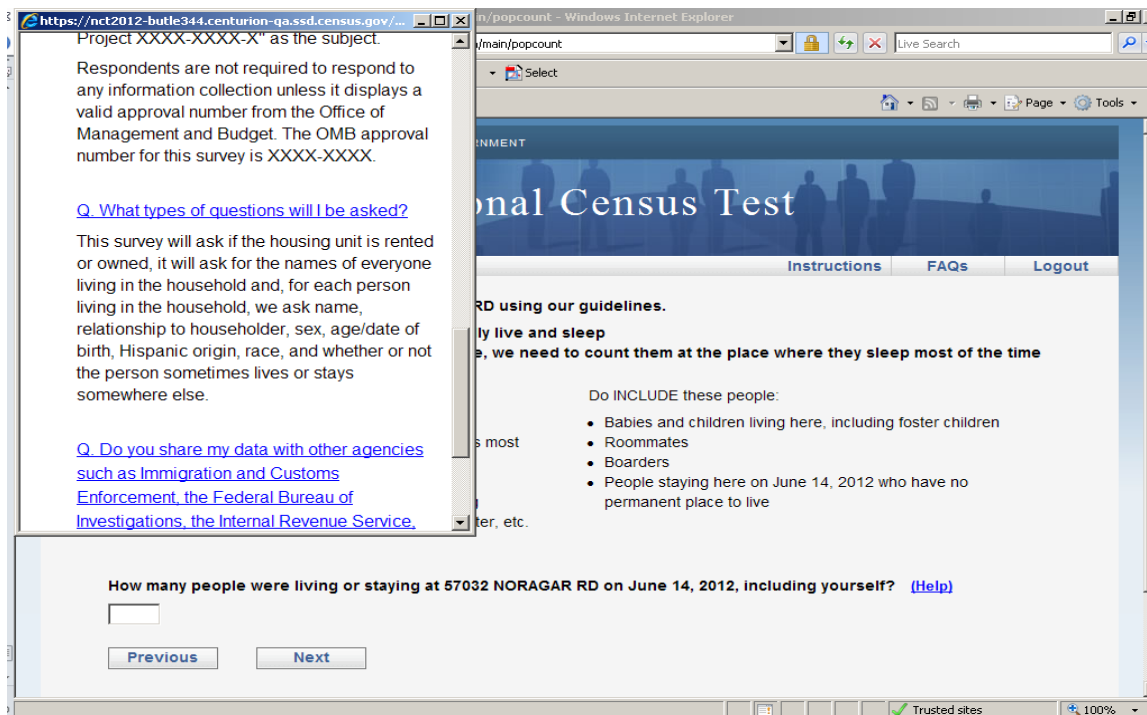 https://nct2012-butle344.centurion-qa.ssd.census.gov/...
Project XXXX-XXXX-X" as the subject.
Respondents are not required to respond to
any information collection unless it displays a
valid approval number from the Office of
Management and Budget. The OMB approval
number for this survey is XXXX-XXXX.
Q. What types of questions will I be asked?
This survey will ask if the housing unit is rented
or owned, it will ask for the names of everyone
living in the household and, for each person
living in the household, we ask name,
relationship to householder, sex, age/date of
birth, Hispanic origin, race, and whether or not
the person sometimes lives or stays
somewhere else.
Q. Do you share my data with other agencies
such as Immigration and Customs
Enforcement, the Federal Bureau of
Investigations, the Internal Revenue Service,
in/popcount - Windows Internet Explorer
/main/popcount
Live Search
Select
Page
Tools
RNMENT
onal Census Test
Instructions FAQs Logout
RD using our guidelines.
ly live and sleep
e, we need to count them at the place where they sleep most of the time
s most
g
ter, etc.
Do INCLUDE these people:
• Babies and children living here, including foster children
• Roommates
• Boarders
• People staying here on June 14, 2012 who have no
permanent place to live
How many people were living or staying at 57032 NORAGAR RD on June 14, 2012, including yourself? (Help)
Previous Next
Trusted sites 100%